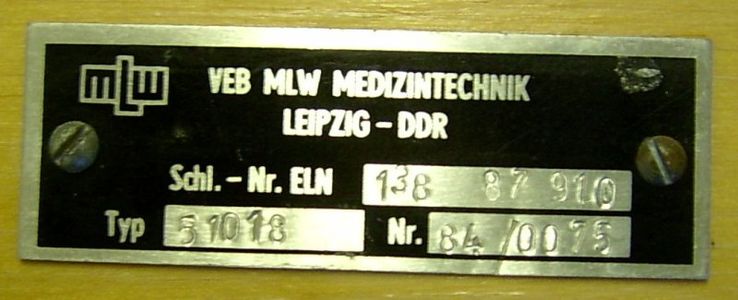 mlw
VEB MLW MEDIZINTECHNIK
LEIPZIG - DDR
Schl. - Nr. ELN 138 87 910
Typ 51018 Nr. 84/0075